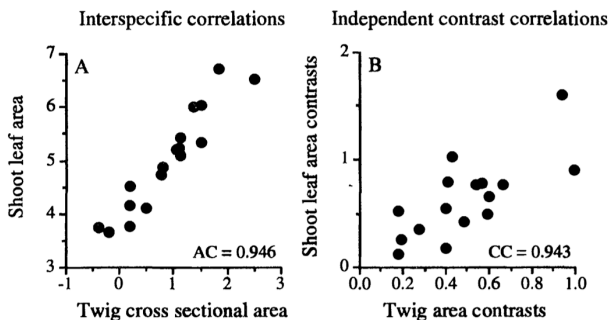 Interspecific correlations
Independent contrast correlations
A
7
6
5
4
3
-1
0
1
2
3
Shoot leaf area
Twig cross sectional area
AC = 0.946
B
2
1
0
0.0
0.2
0.4
0.6
0.8
1.0
Shoot leaf area contrasts
Twig area contrasts
CC = 0.943